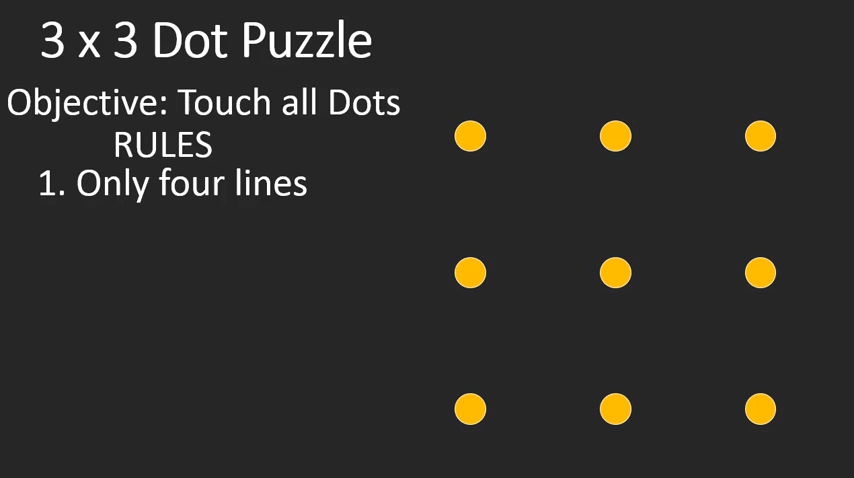 3 x 3 Dot Puzzle
Objective: Touch all Dots
RULES
1. Only four lines